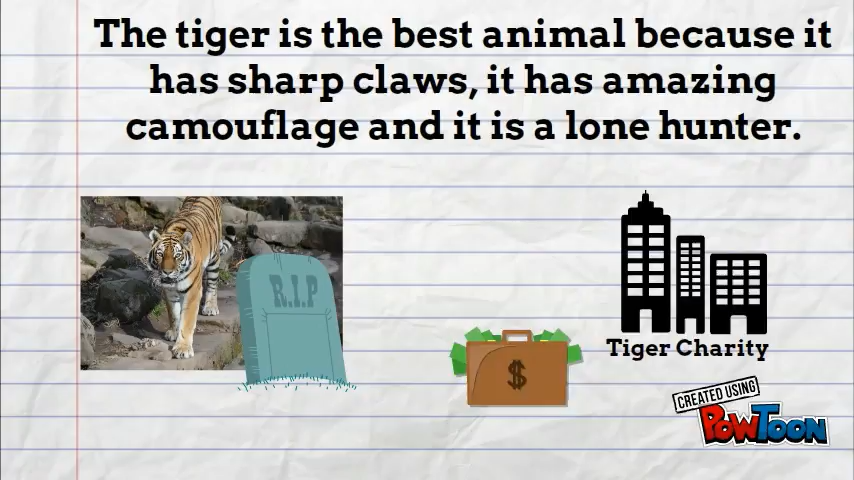 The tiger is the best animal because it
has sharp claws, it has amazing
camouflage and it is a lone hunter.
R.I.P
$
Tiger Charity
CREATED USING
POWTOON